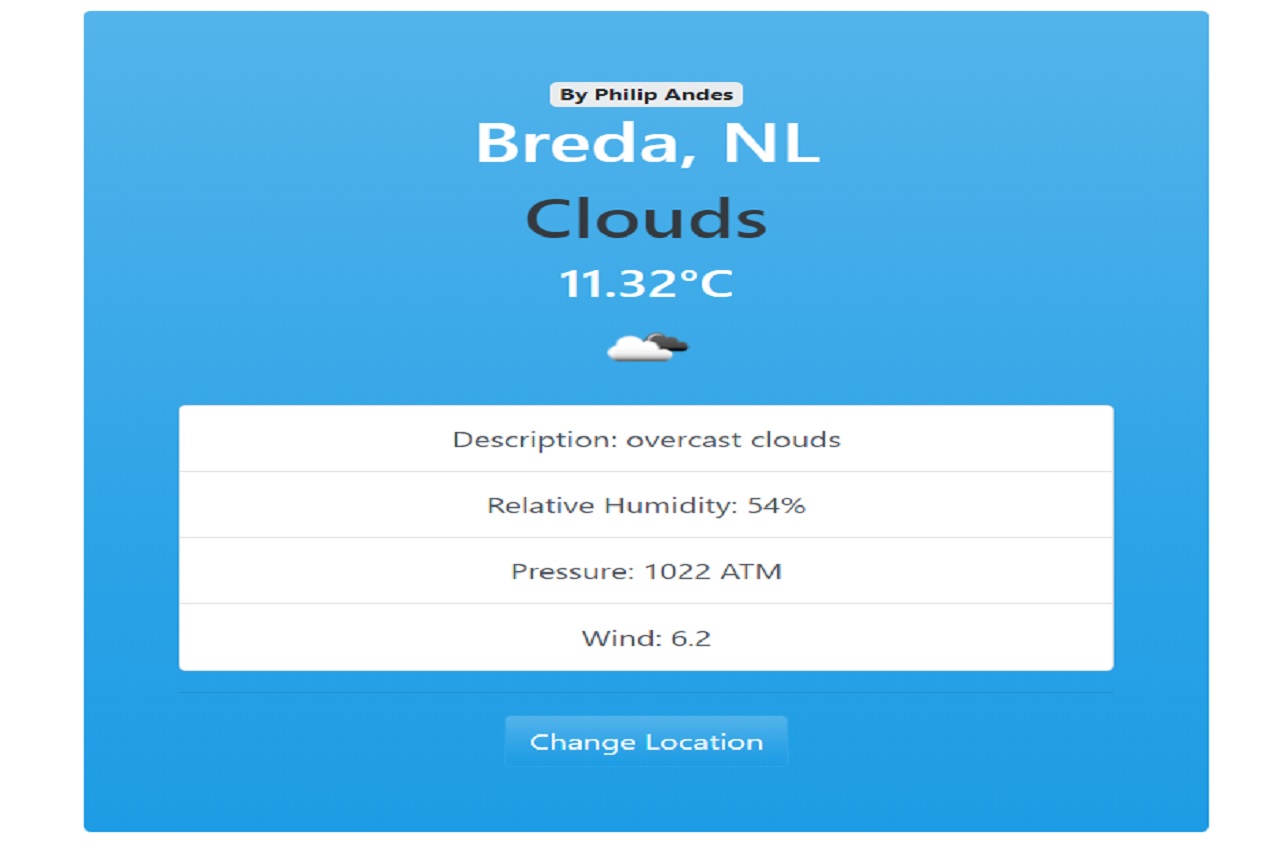 By Philip Andes
Breda, NL
Clouds
11.32°C
Description: overcast clouds
Relative Humidity: 54%
Pressure: 1022 ATM
Wind: 6.2
Change Location